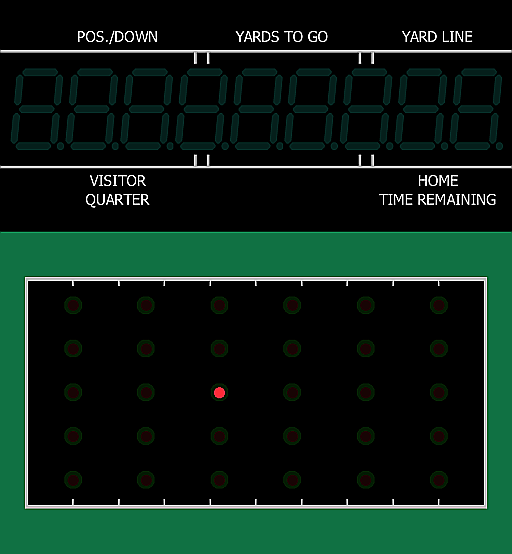 POS./DOWN YARDS TO GO YARD LINE
VISITOR HOME
QUARTER TIME REMAINING